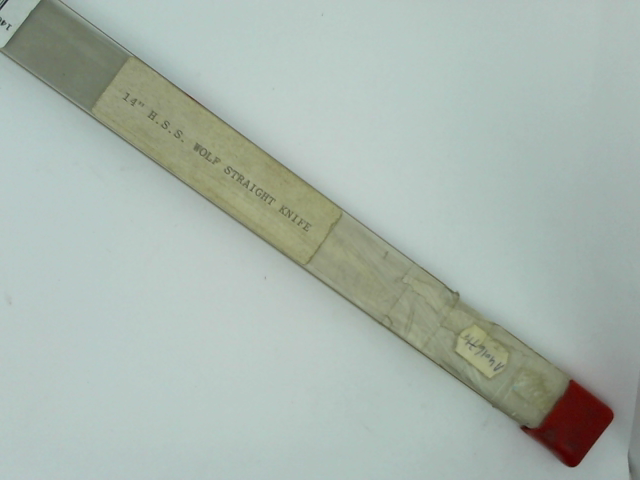 14" H.S.S. WOLF STRAIGHT KNIFE